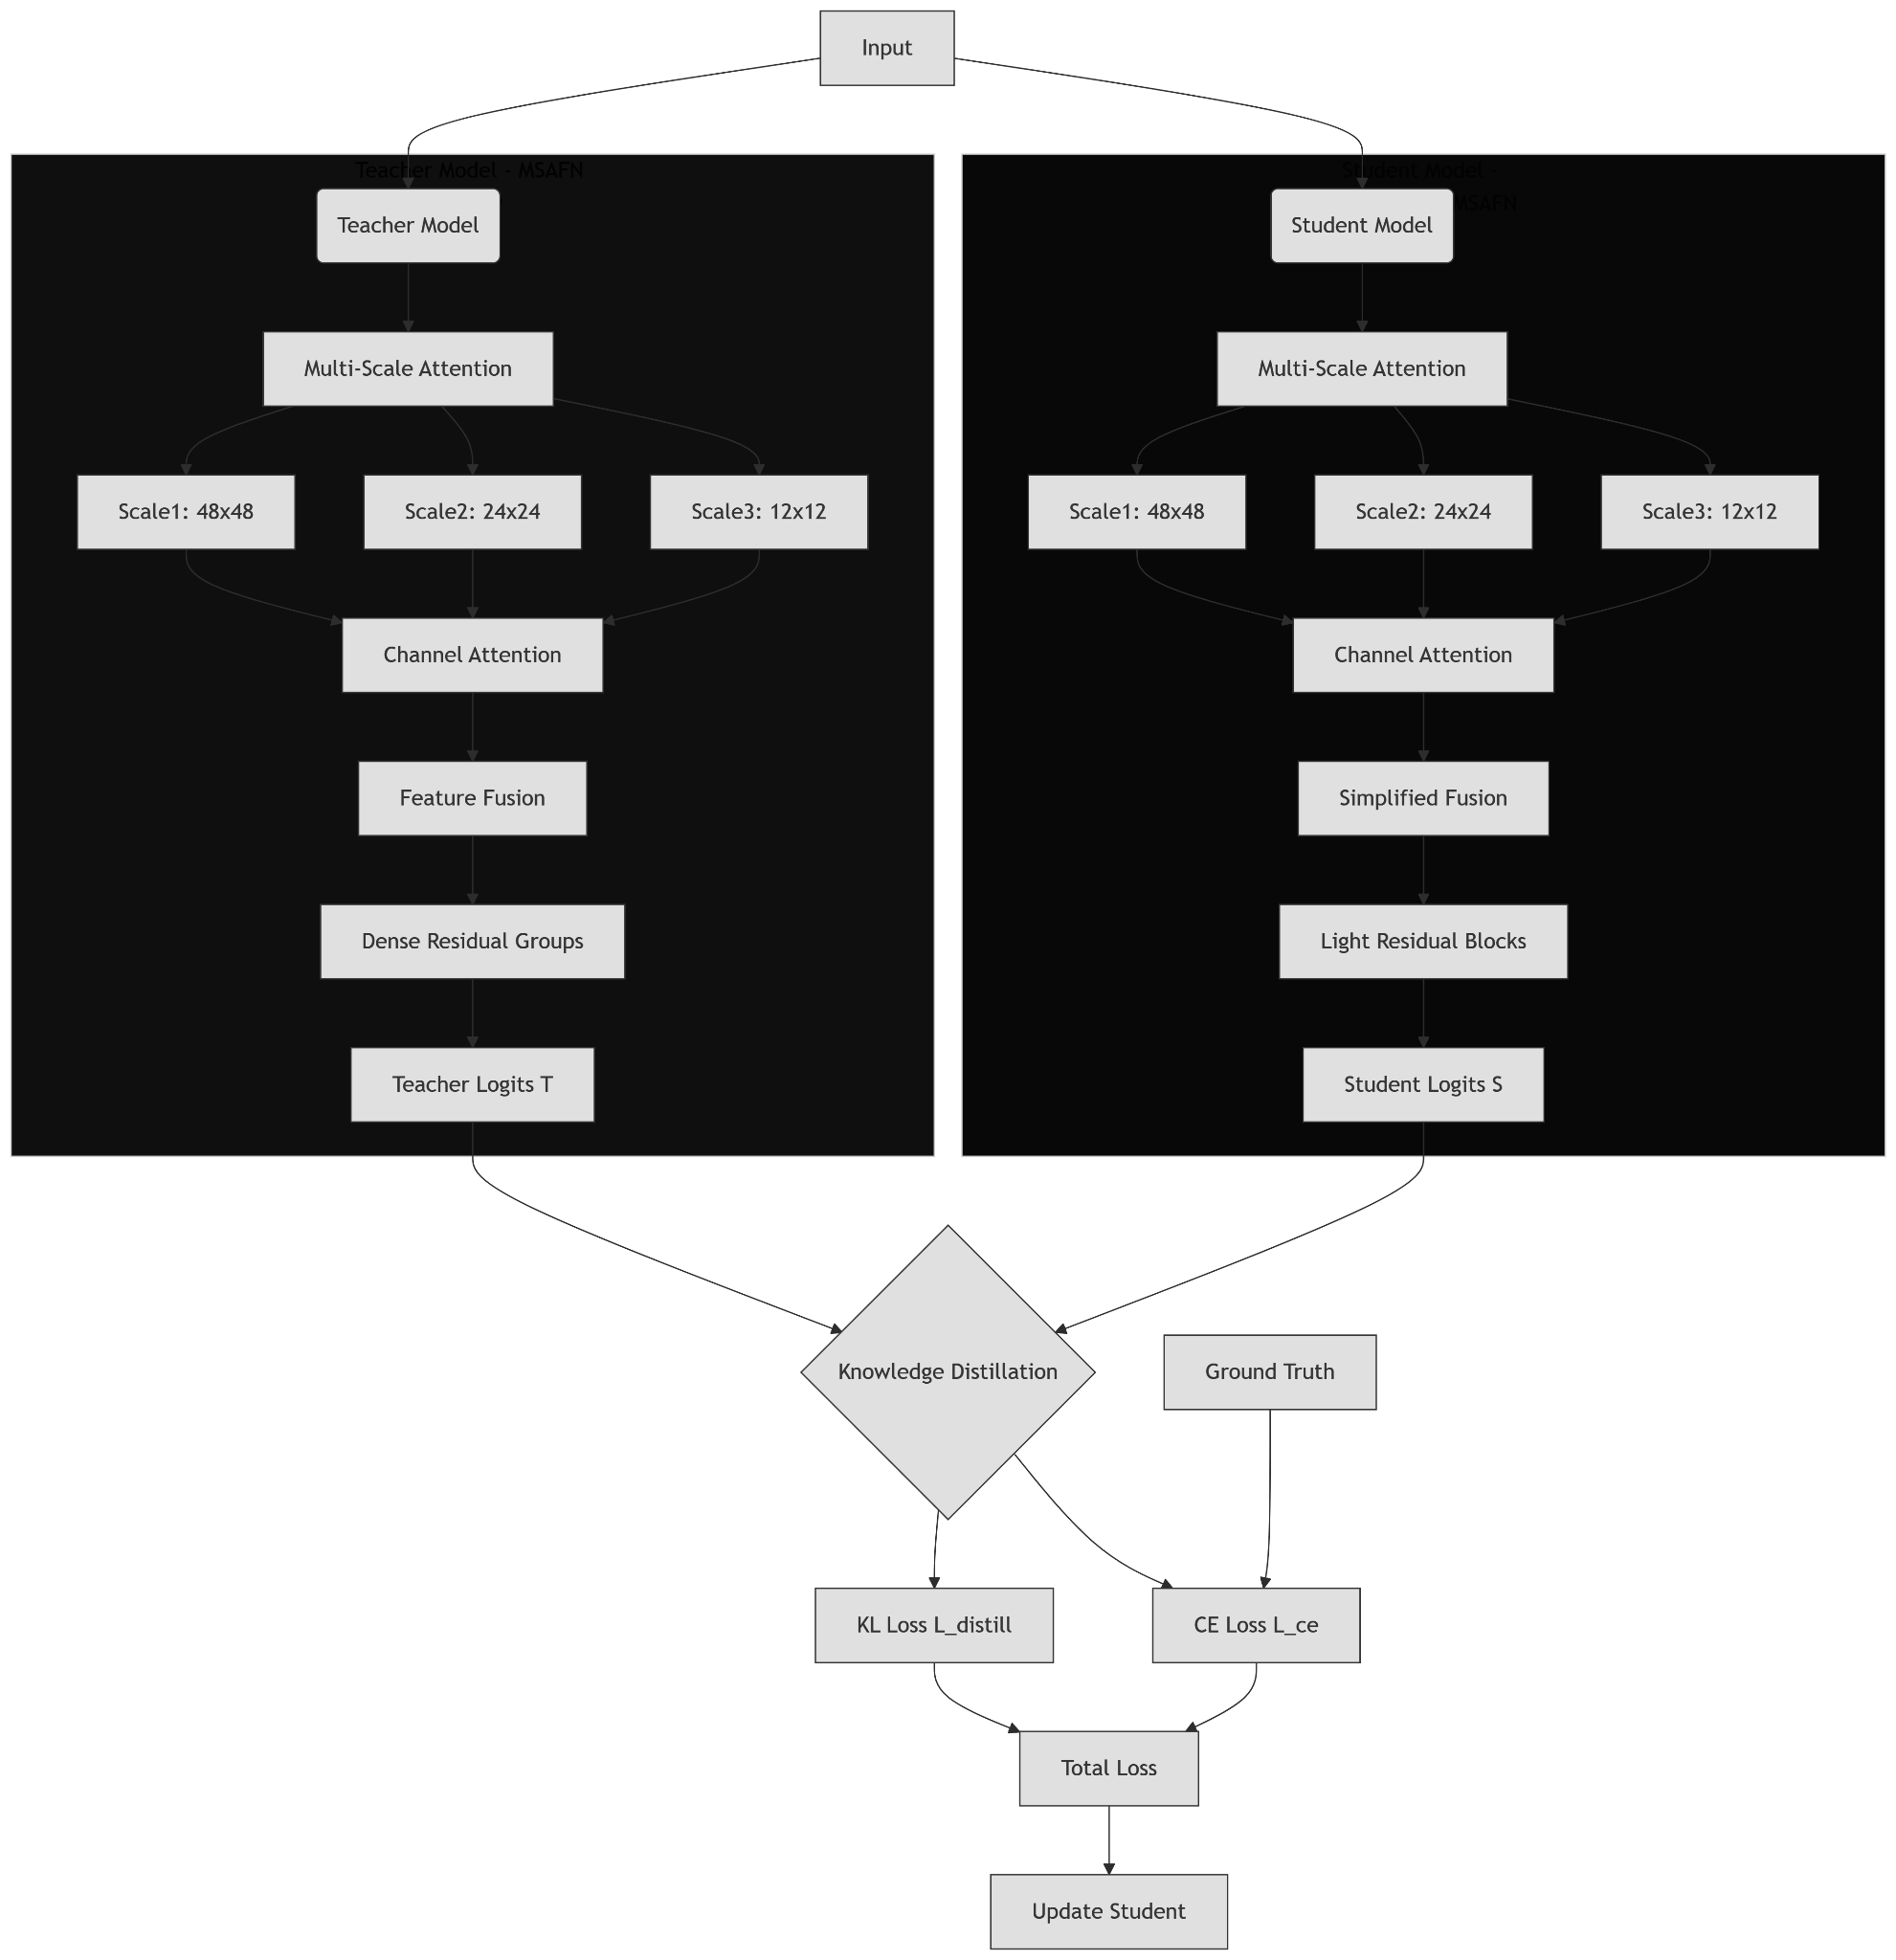 Input
Teacher Model - MSAFN
Teacher Model
Multi-Scale Attention
Scale1: 48x48
Scale2: 24x24
Scale3: 12x12
Channel Attention
Feature Fusion
Dense Residual Groups
Teacher Logits T
Student Model -
MSAFN
Student Model
Multi-Scale Attention
Scale1: 48x48
Scale2: 24x24
Scale3: 12x12
Channel Attention
Simplified Fusion
Light Residual Blocks
Student Logits S
Knowledge Distillation
Ground Truth
KL Loss L_distill
CE Loss L_ce
Total Loss
Update Student